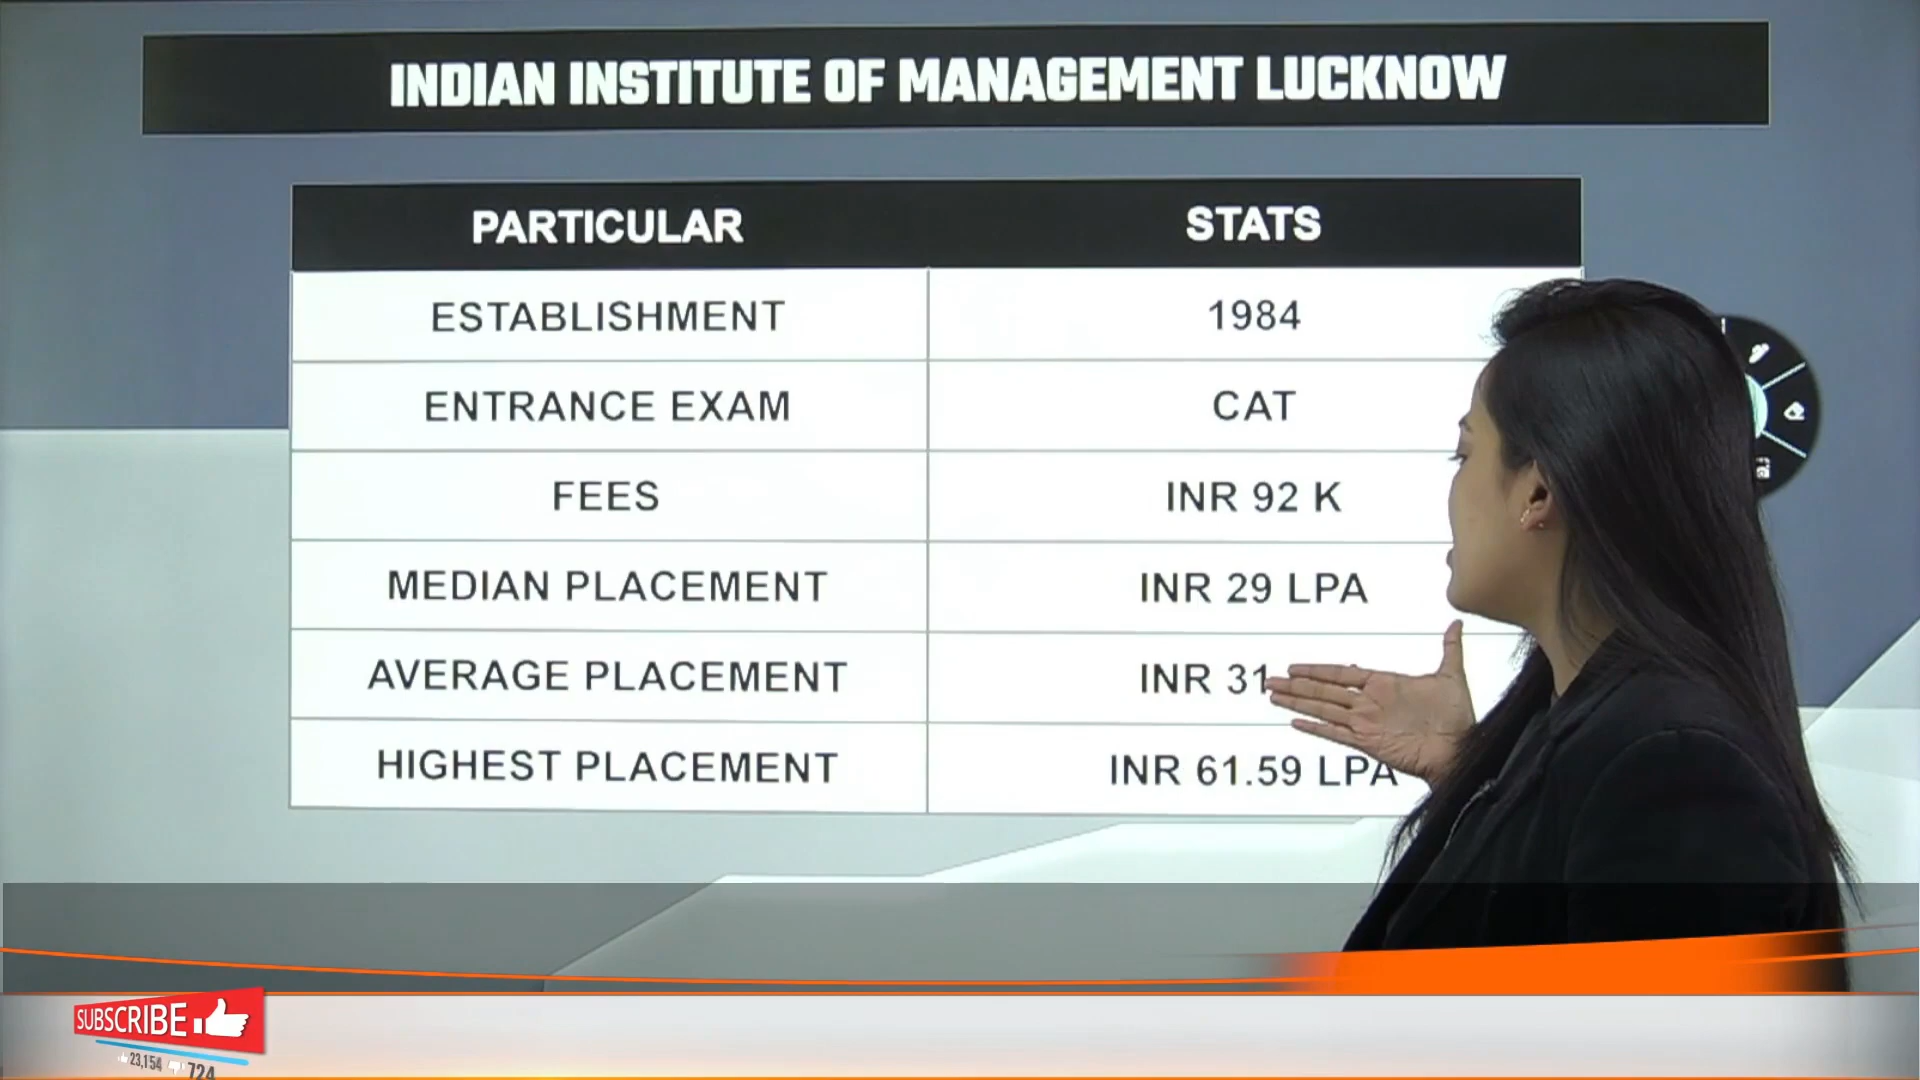 INDIAN INSTITUTE OF MANAGEMENT LUCKNOW
PARTICULAR STATS
ESTABLISHMENT 1984
ENTRANCE EXAM CAT
FEES INR 92 K
MEDIAN PLACEMENT INR 29 LPA
AVERAGE PLACEMENT INR 31
HIGHEST PLACEMENT INR 61.59 LPA
SUBSCRIBE
23,154 724